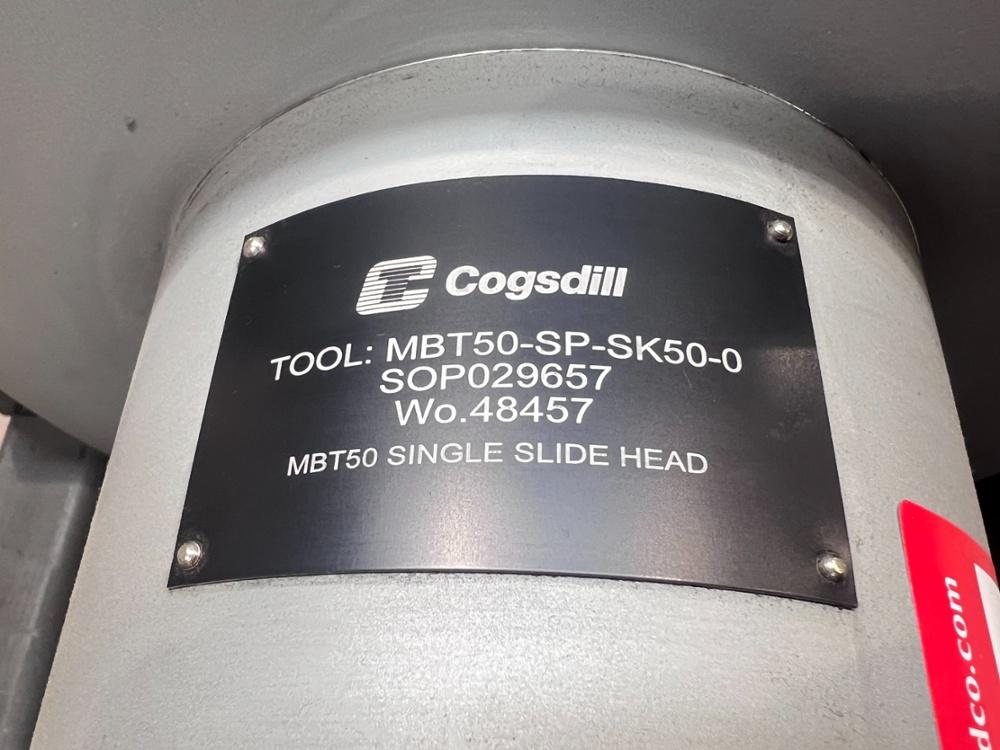 Cogsdill
TOOL: MBT50-SP-SK50-0
SOP029657
Wo.48457
MBT50 SINGLE SLIDE HEAD
dco.com